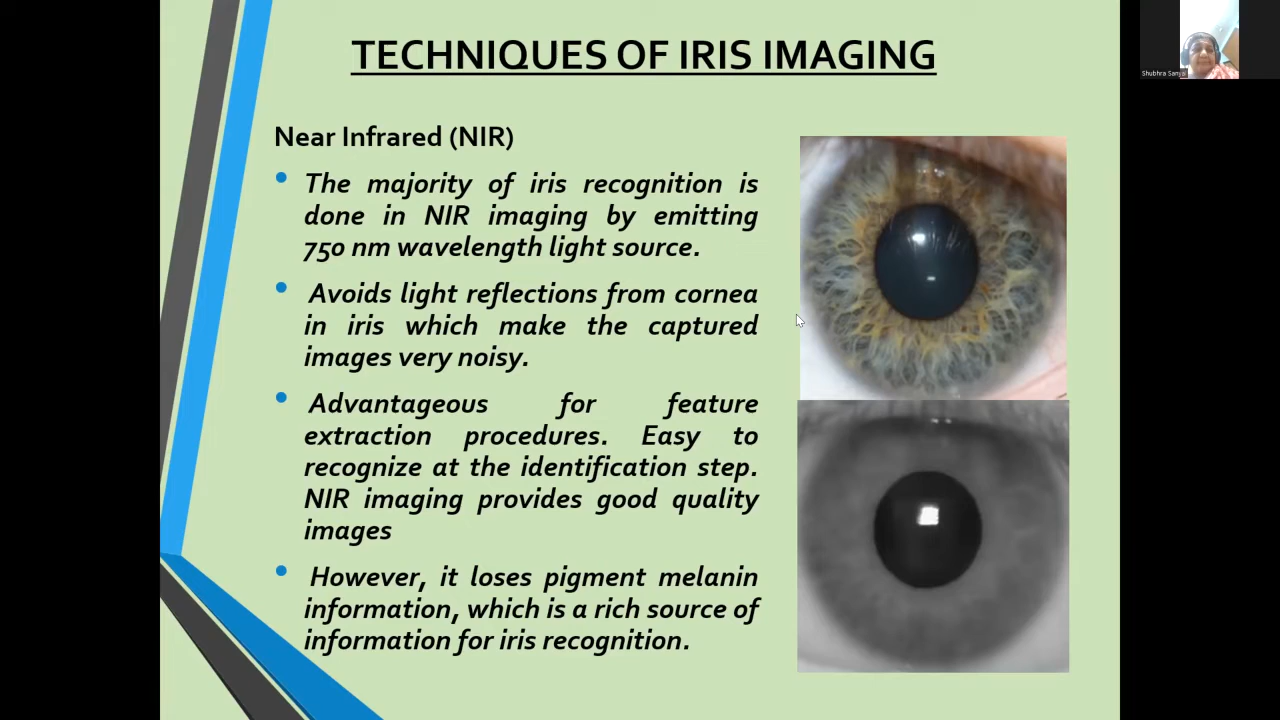 TECHNIQUES OF IRIS IMAGING
Near Infrared (NIR)
The majority of iris recognition is
done in NIR imaging by emitting
750 nm wavelength light source.
Avoids light reflections from cornea
in iris which make the captured
images very noisy.
Advantageous for feature
extraction procedures. Easy to
recognize at the identification step.
NIR imaging provides good quality
images
However, it loses pigment melanin
information, which is a rich source of
information for iris recognition.
Shubhra Sanyal